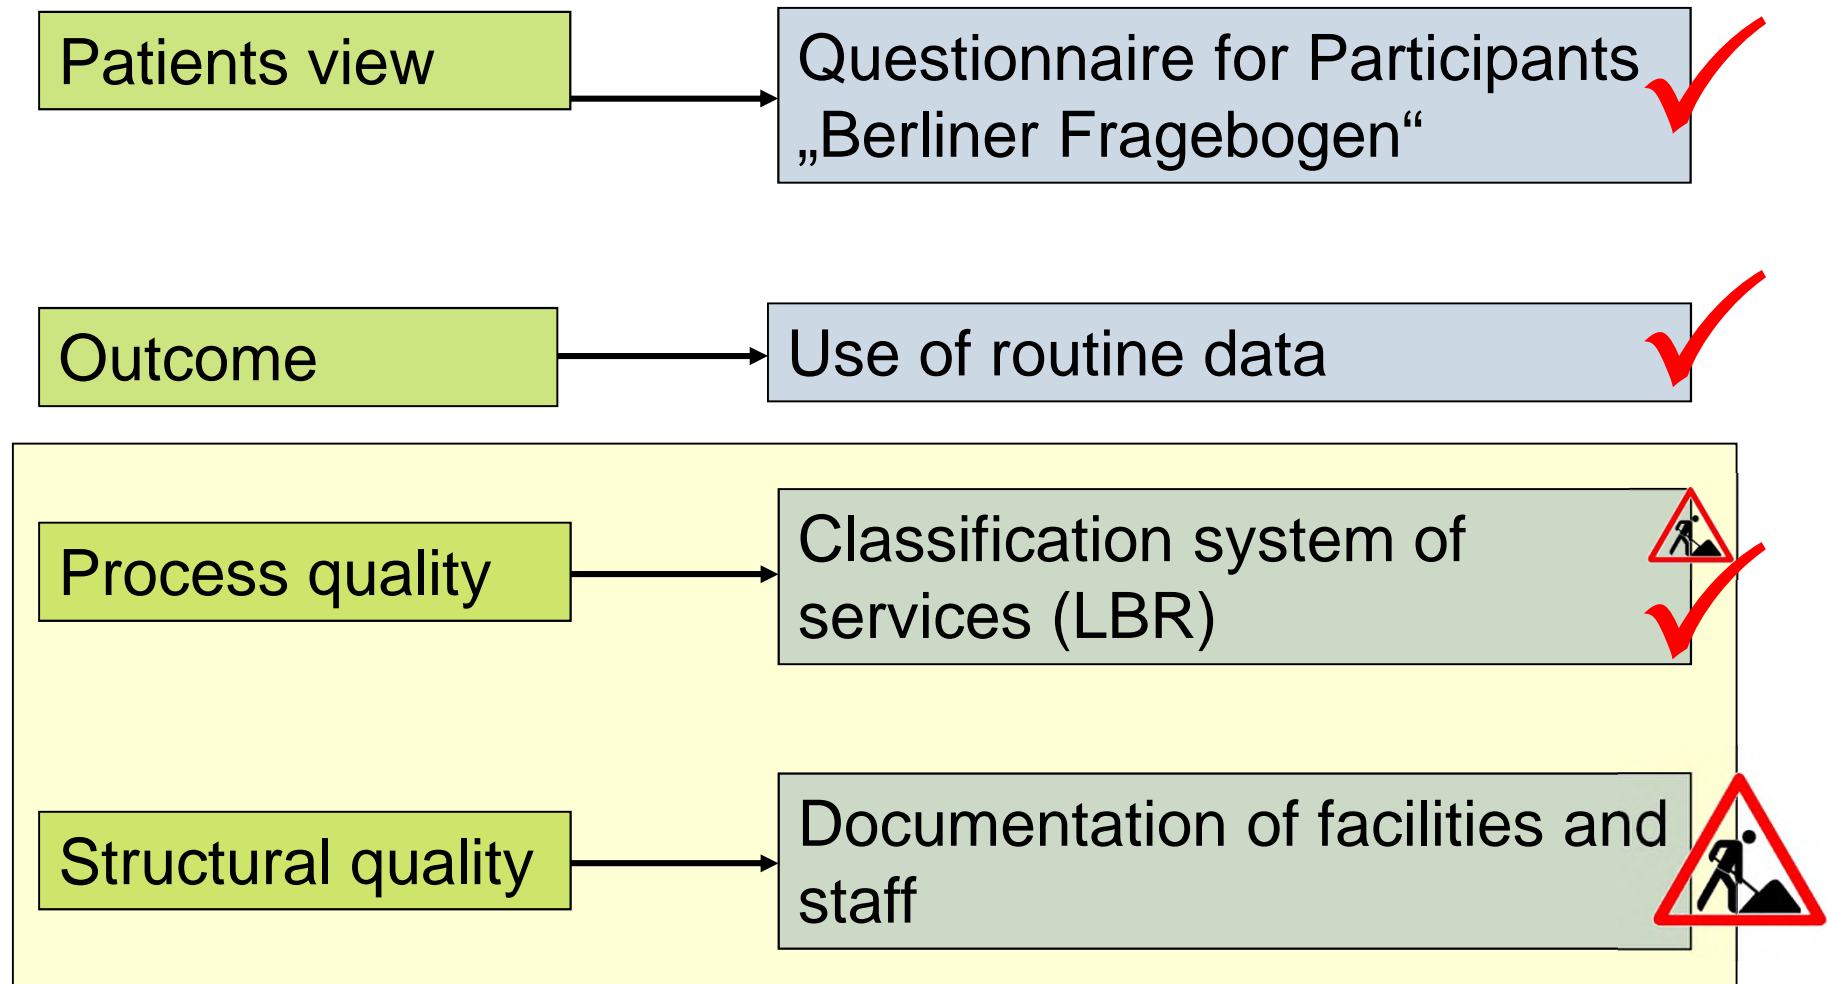 Patients view
Questionnaire for Participants
„Berliner Fragebogen“
Outcome
Use of routine data
Process quality
Classification system of
services (LBR)
Structural quality
Documentation of facilities and
staff